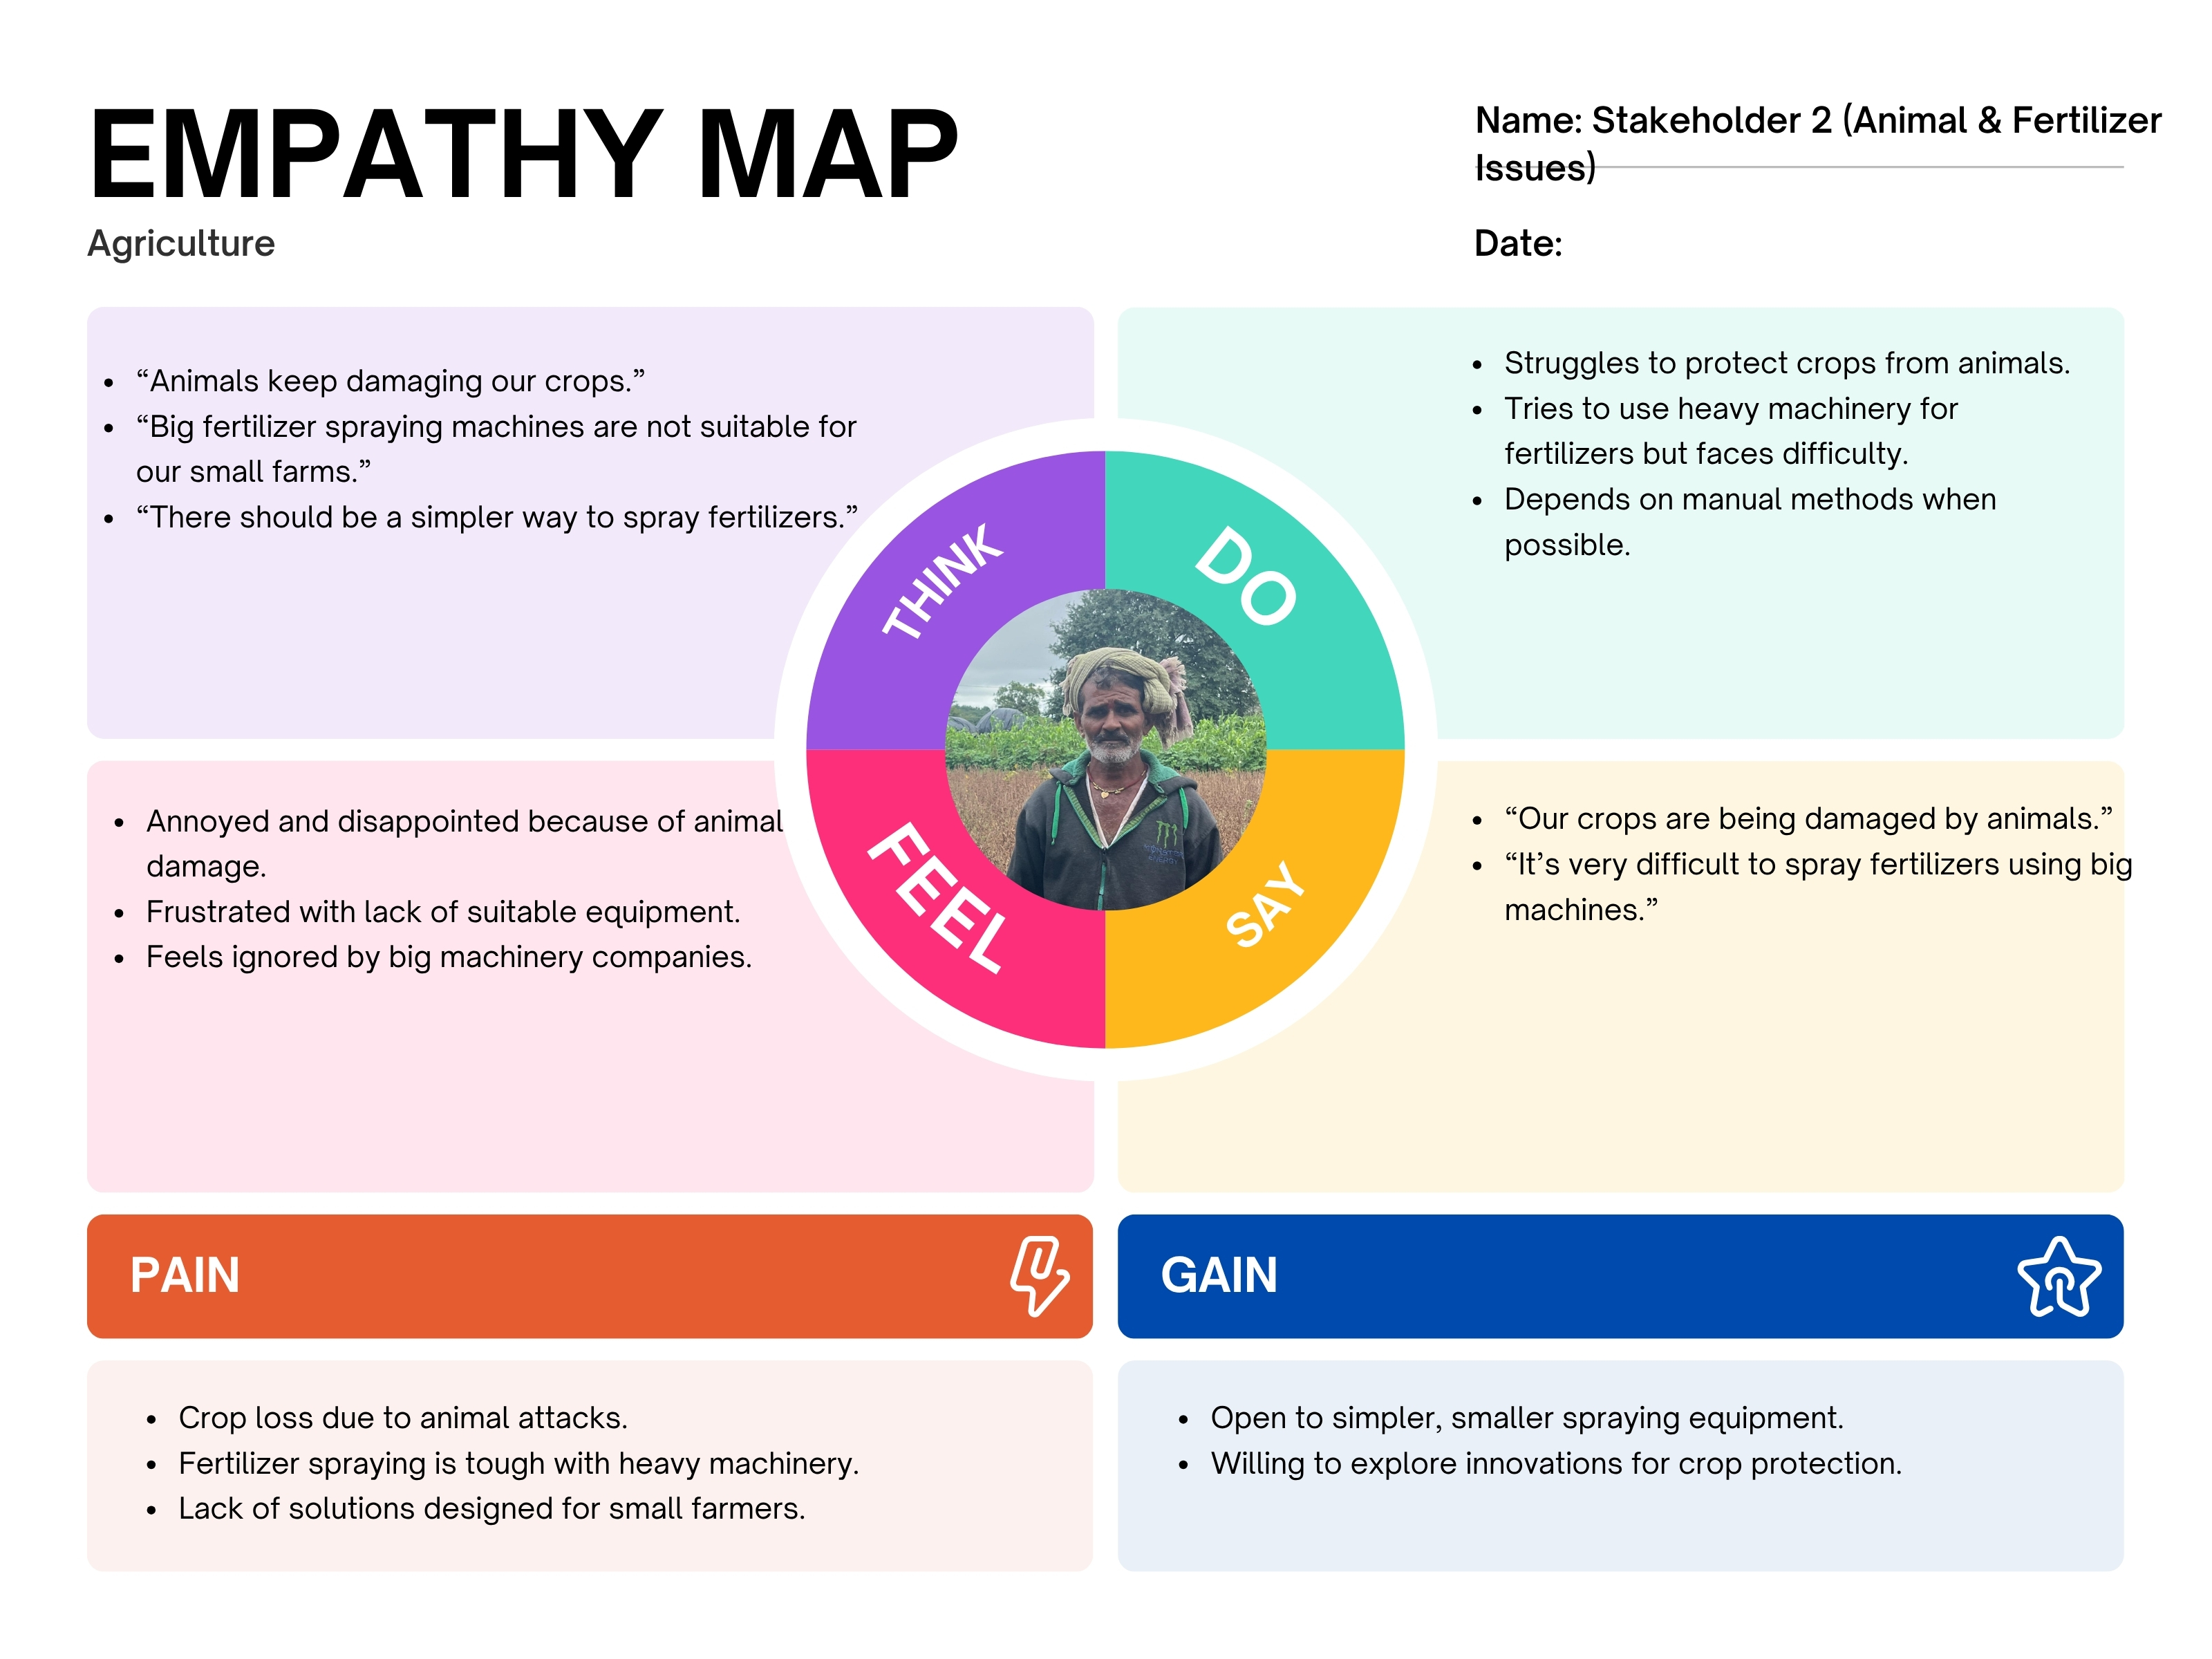 EMPATHY MAP
Agriculture
Name: Stakeholder 2 (Animal & Fertilizer
Issues)
Date:
• “Animals keep damaging our crops.”
• “Big fertilizer spraying machines are not suitable for
our small farms.”
• “There should be a simpler way to spray fertilizers.”
• Struggles to protect crops from animals.
• Tries to use heavy machinery for
fertilizers but faces difficulty.
• Depends on manual methods when
possible.
THINK
DO
• Annoyed and disappointed because of animal
damage.
• Frustrated with lack of suitable equipment.
• Feels ignored by big machinery companies.
FEEL
SAY
• “Our crops are being damaged by animals.”
• “It’s very difficult to spray fertilizers using big
machines.”
PAIN
GAIN
• Crop loss due to animal attacks.
• Fertilizer spraying is tough with heavy machinery.
• Lack of solutions designed for small farmers.
• Open to simpler, smaller spraying equipment.
• Willing to explore innovations for crop protection.